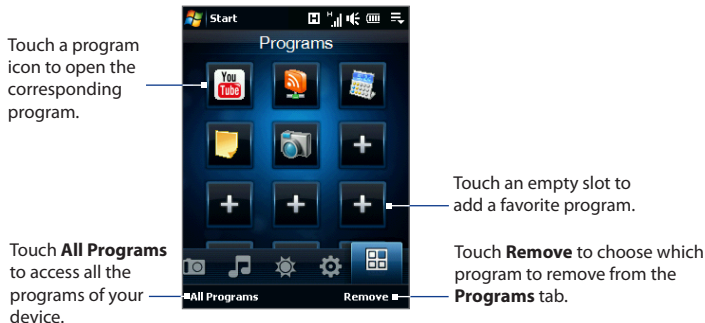 Touch a program
icon to open the
corresponding
program.
Start
H
Programs
You
Tube
Touch an empty slot to
add a favorite program.
Touch All Programs
to access all the
programs of your
device.
Touch Remove to choose which
program to remove from the
Programs tab.
All Programs
Remove